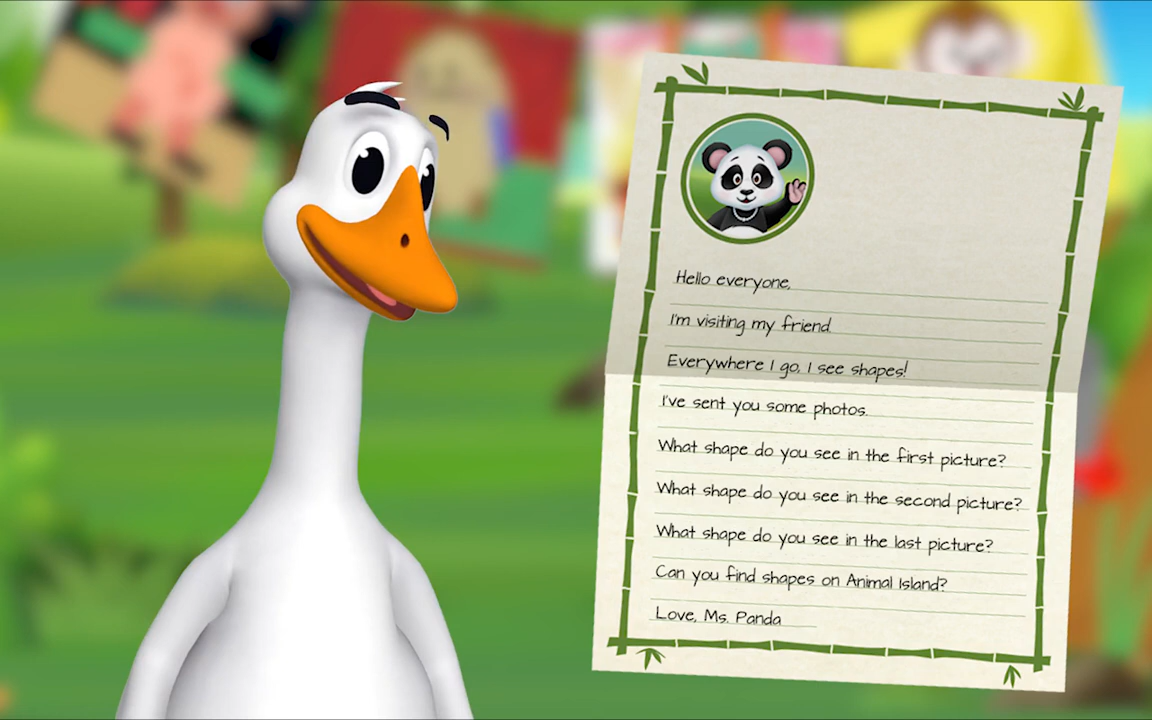 Hello everyone,
I'm visiting my friend.
Everywhere I go, I see shapes!
I've sent you some photos.
What shape do you see in the first picture?
What shape do you see in the second picture?
What shape do you see in the last picture?
Can you find shapes on Animal Island?
Love, Ms. Panda